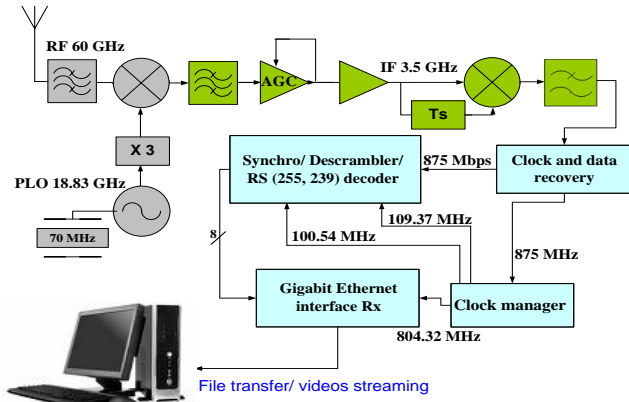 RF 60 GHz
AGC
IF 3.5 GHz
Ts
X 3
PLO 18.83 GHz
70 MHz
Synchro/ Descrambler/
RS (255, 239) decoder
875 Mbps
Clock and data
recovery
8
109.37 MHz
100.54 MHz
875 MHz
Gigabit Ethernet
interface Rx
Clock manager
804.32 MHz
File transfer/ videos streaming